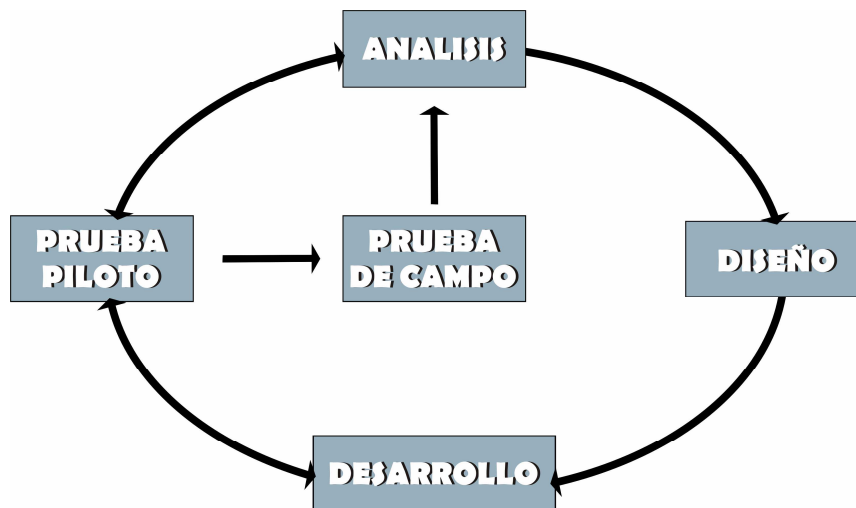 ANALISIS
PRUEBA
PILOTO
PRUEBA
DE CAMPO
DISEÑO
DESARROLLO